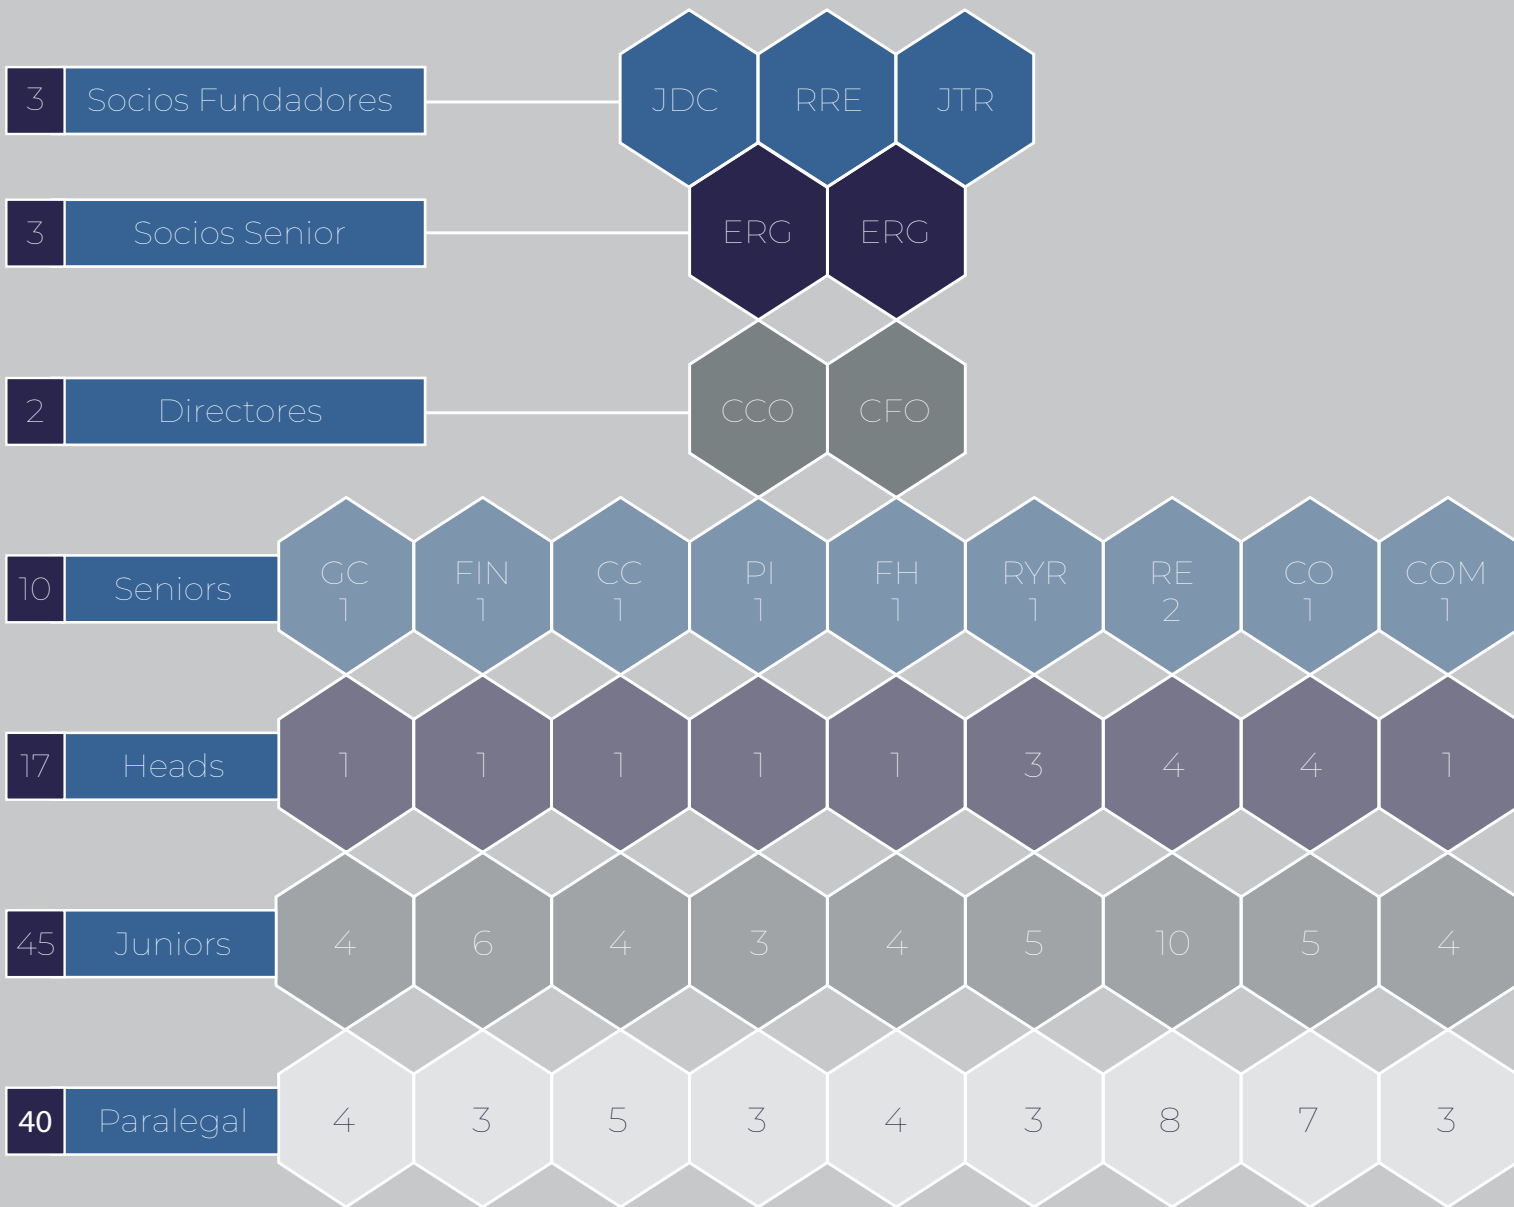 3 Socios Fundadores JDC RRE JTR
3 Socios Senior ERG ERG
2 Directores CCO CFO
10 Seniors
GC FIN CC PI FH RYR RE CO COM
1 1 1 1 1 1 2 1 1
17 Heads 1 1 1 1 1 3 4 4 1
45 Juniors 4 6 4 3 4 5 10 5 4
40 Paralegal 4 3 5 3 4 3 8 7 3